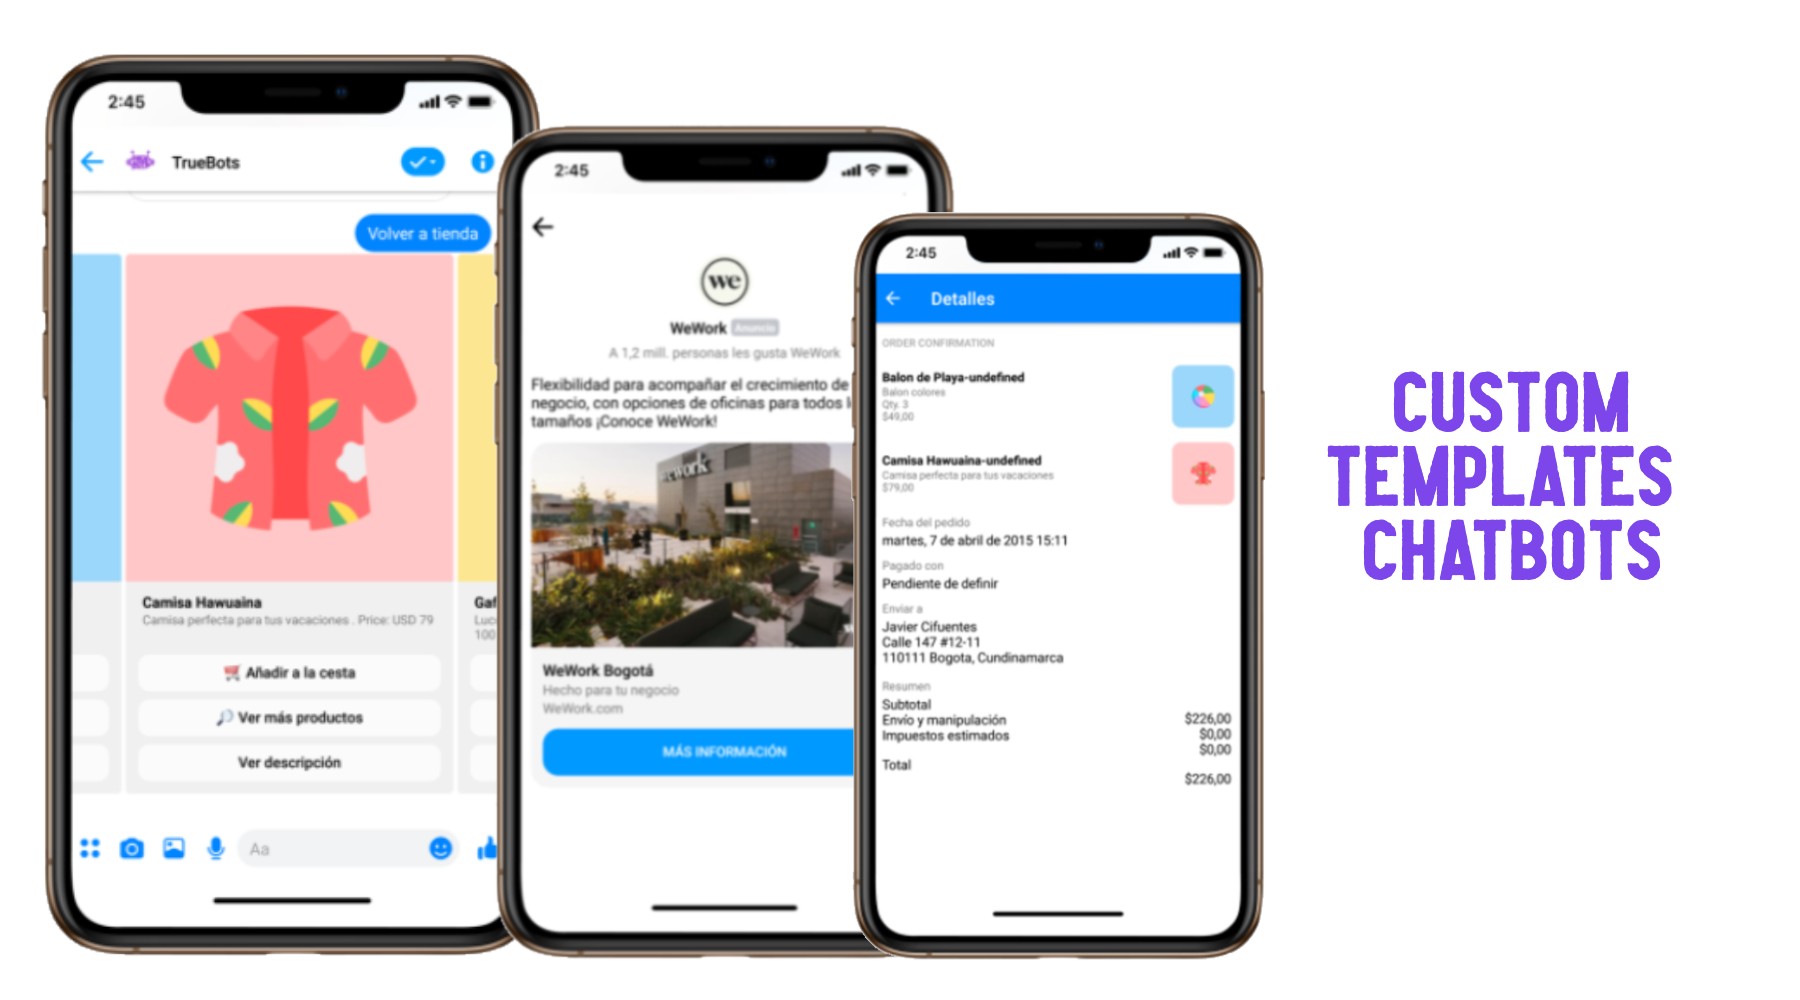 2:45
TrueBots
Volver a tienda
Camisa Hawuaina
Camisa perfecta para tus vacaciones . Price: USD 79
Gaf
Luc
100
Añadir a la cesta
Ver más productos
Ver descripción
Aa
2:45
we
WeWork Anuncio
A 1,2 mill. personas les gusta WeWork
Flexibilidad para acompañar el crecimiento de
negocio, con opciones de oficinas para todos l
tamaños ¡Conoce WeWork!
wework
WeWork Bogotá
Hecho para tu negocio
WeWork.com
MÁS INFORMACIÓN
2:45
Detalles
ORDER CONFIRMATION
Balon de Playa-undefined
Balon colores
Qty. 3
$49,00
Camisa Hawuaina-undefined
Camisa perfecta para tus vacaciones
$79,00
Fecha del pedido
martes, 7 de abril de 2015 15:11
Pagado con
Pendiente de definir
Enviar a
Javier Cifuentes
Calle 147 #12-11
110111 Bogota, Cundinamarca
Resumen
Subtotal
$226,00
Envío y manipulación
$0,00
Impuestos estimados
$0,00
Total
$226,00
CUSTOM
TEMPLATES
CHATBOTS